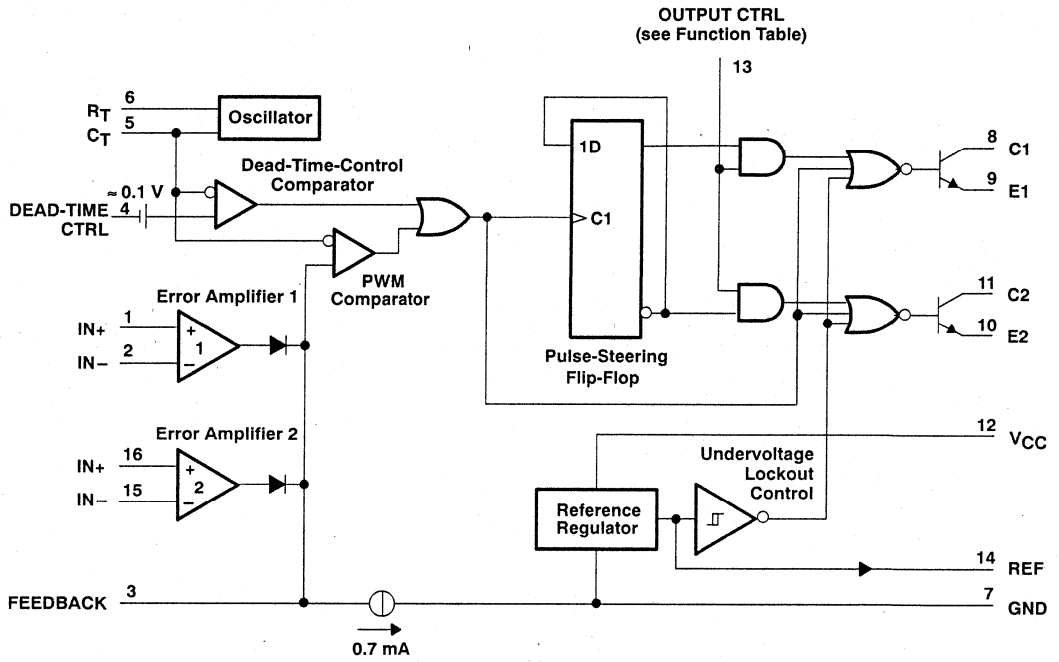 OUTPUT CTRL
(see Function Table)
13
6
RT
5
CT
Oscillator
Dead-Time-Control
Comparator
≈ 0.1 V
DEAD-TIME
CTRL
4
PWM
Comparator
1D
C1
Pulse-Steering
Flip-Flop
8
C1
9
E1
11
C2
10
E2
Error Amplifier 1
1
IN+
2
IN–
+
1
–
Error Amplifier 2
16
IN+
15
IN–
+
2
–
12
VCC
Undervoltage
Lockout
Control
Reference
Regulator
14
REF
7
GND
3
FEEDBACK
0.7 mA